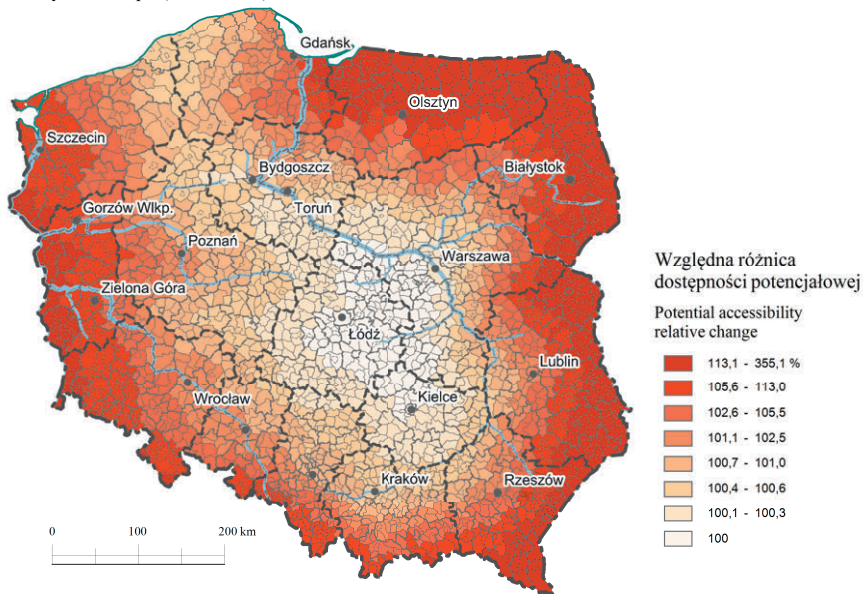 Gdańsk
Olsztyn
Szczecin
Białystok
Bydgoszcz
Toruń
Gorzów Wlkp.
Poznań
Warszawa
Zielona Góra
Łódź
Lublin
Wrocław
Kielce
Kraków
Rzeszów
0 100 200 km
Względna różnica
dostępności potencjałowej
Potential accessibility
relative change
113,1 - 355,1 %
105,6 - 113,0
102,6 - 105,5
101,1 - 102,5
100,7 - 101,0
100,4 - 100,6
100,1 - 100,3
100